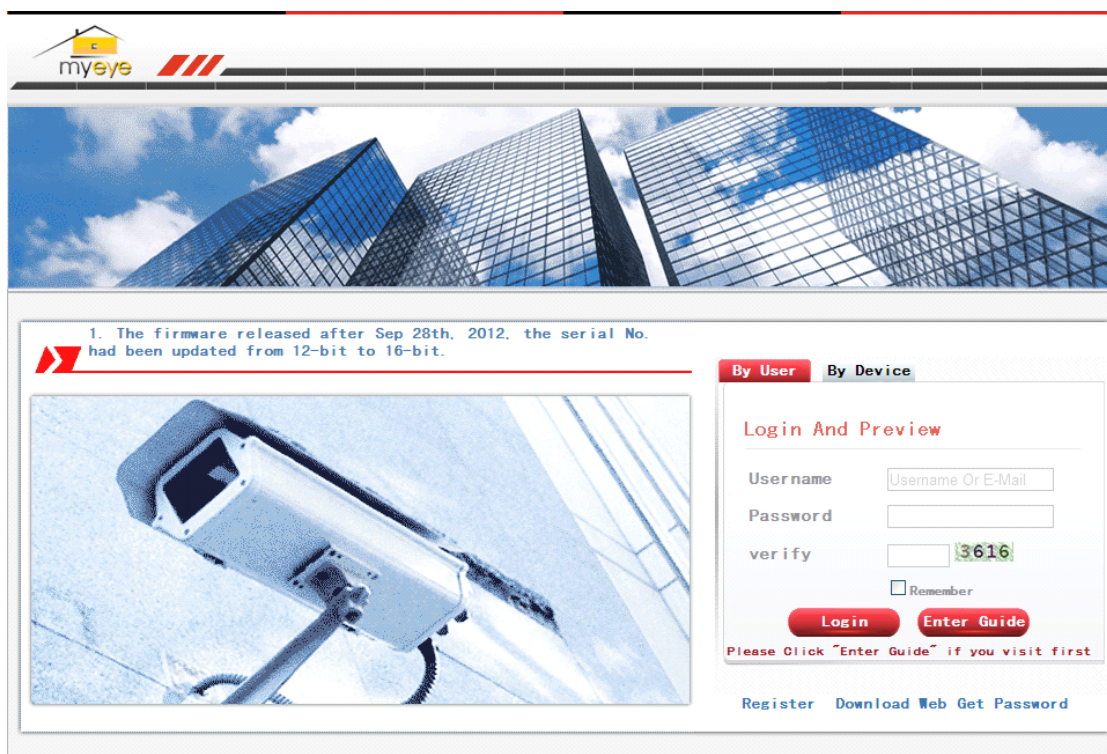 myeye
1. The firmware released after Sep 28th, 2012, the serial No.
had been updated from 12-bit to 16-bit.
By User By Device
Login And Preview
Username Username Or E-Mail
Password
verify 3616
Remember
Login Enter Guide
Please Click "Enter Guide" if you visit first
Register Download Web Get Password